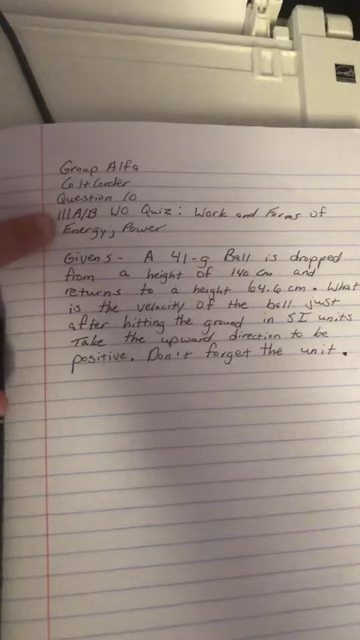 Group Alfa
Colt Corder
Question 10
111A/B WO Quiz: Work and Forms of
Energy; Power
Givens- A 41-g Ball is dropped
from a height of 140 cm and
returns to a height 64.6 cm. What
is the velocity of the ball just
after hitting the ground in SI units
Take the upward direction to be
positive. Don't forget the unit.